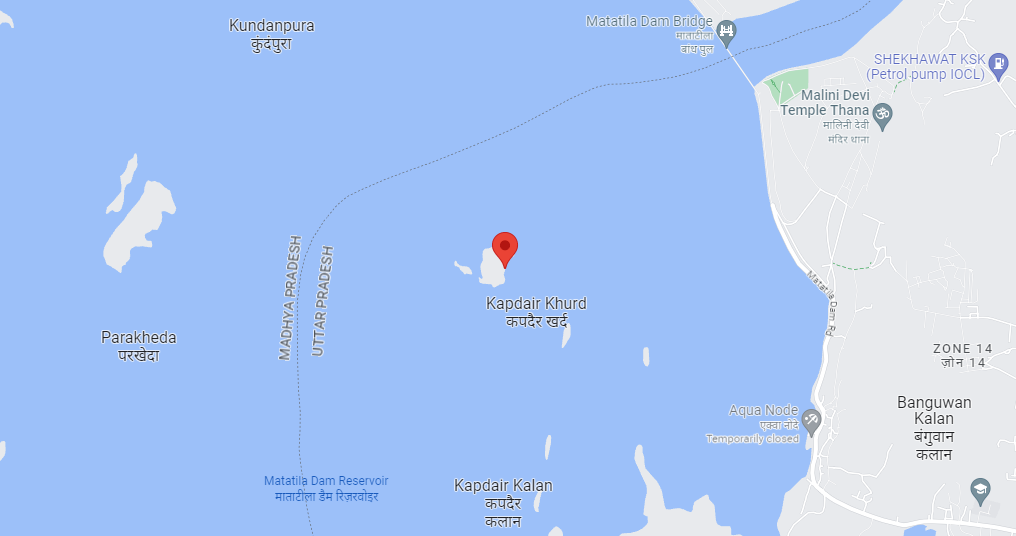 Kundanpura
कुंदंपुरा
Matatila Dam Bridge
माताटीला
बांध पुल
SHEKHAWAT KSK
(Petrol pump IOCL)
Malini Devi
Temple Thana
मालिनी देवी
मंदिर थाना
MADHYA PRADESH
UTTAR PRADESH
Matatila Dam Rd
Kapdair Khurd
कपदैर खर्द
Parakheda
परखेदा
ZONE 14
ज़ोन 14
Banguwan
Kalan
बंगुवान
कलान
Aqua Node
एक्वा नोदे
Temporarily closed
Matatila Dam Reservoir
माताटीला डैम रिज़रवोइर
Kapdair Kalan
कपदैर
कलान